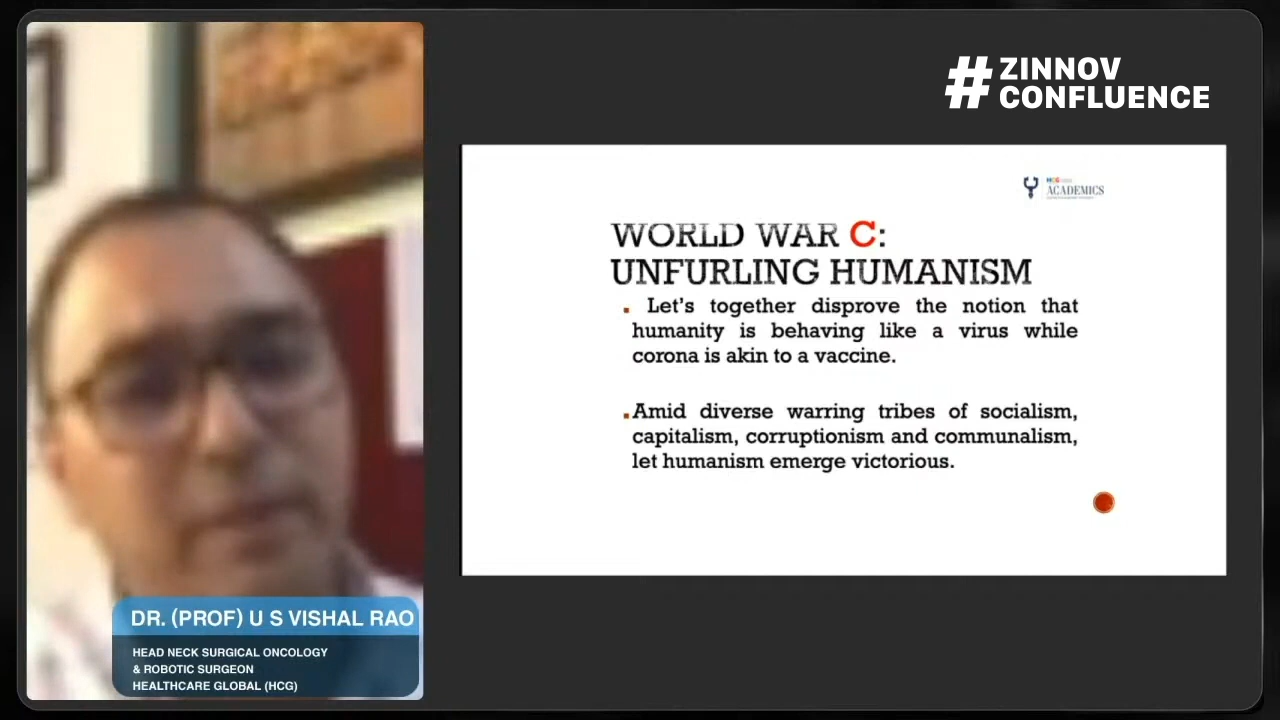 # ZINNOV
CONFLUENCE
HCG
ACADEMICS
WORLD WAR C:
UNFURLING HUMANISM
▪ Let's together disprove the notion that
humanity is behaving like a virus while
corona is akin to a vaccine.
▪ Amid diverse warring tribes of socialism,
capitalism, corruptionism and communalism,
let humanism emerge victorious.
DR. (PROF) U S VISHAL RAO
HEAD NECK SURGICAL ONCOLOGY
& ROBOTIC SURGEON
HEALTHCARE GLOBAL (HCG)